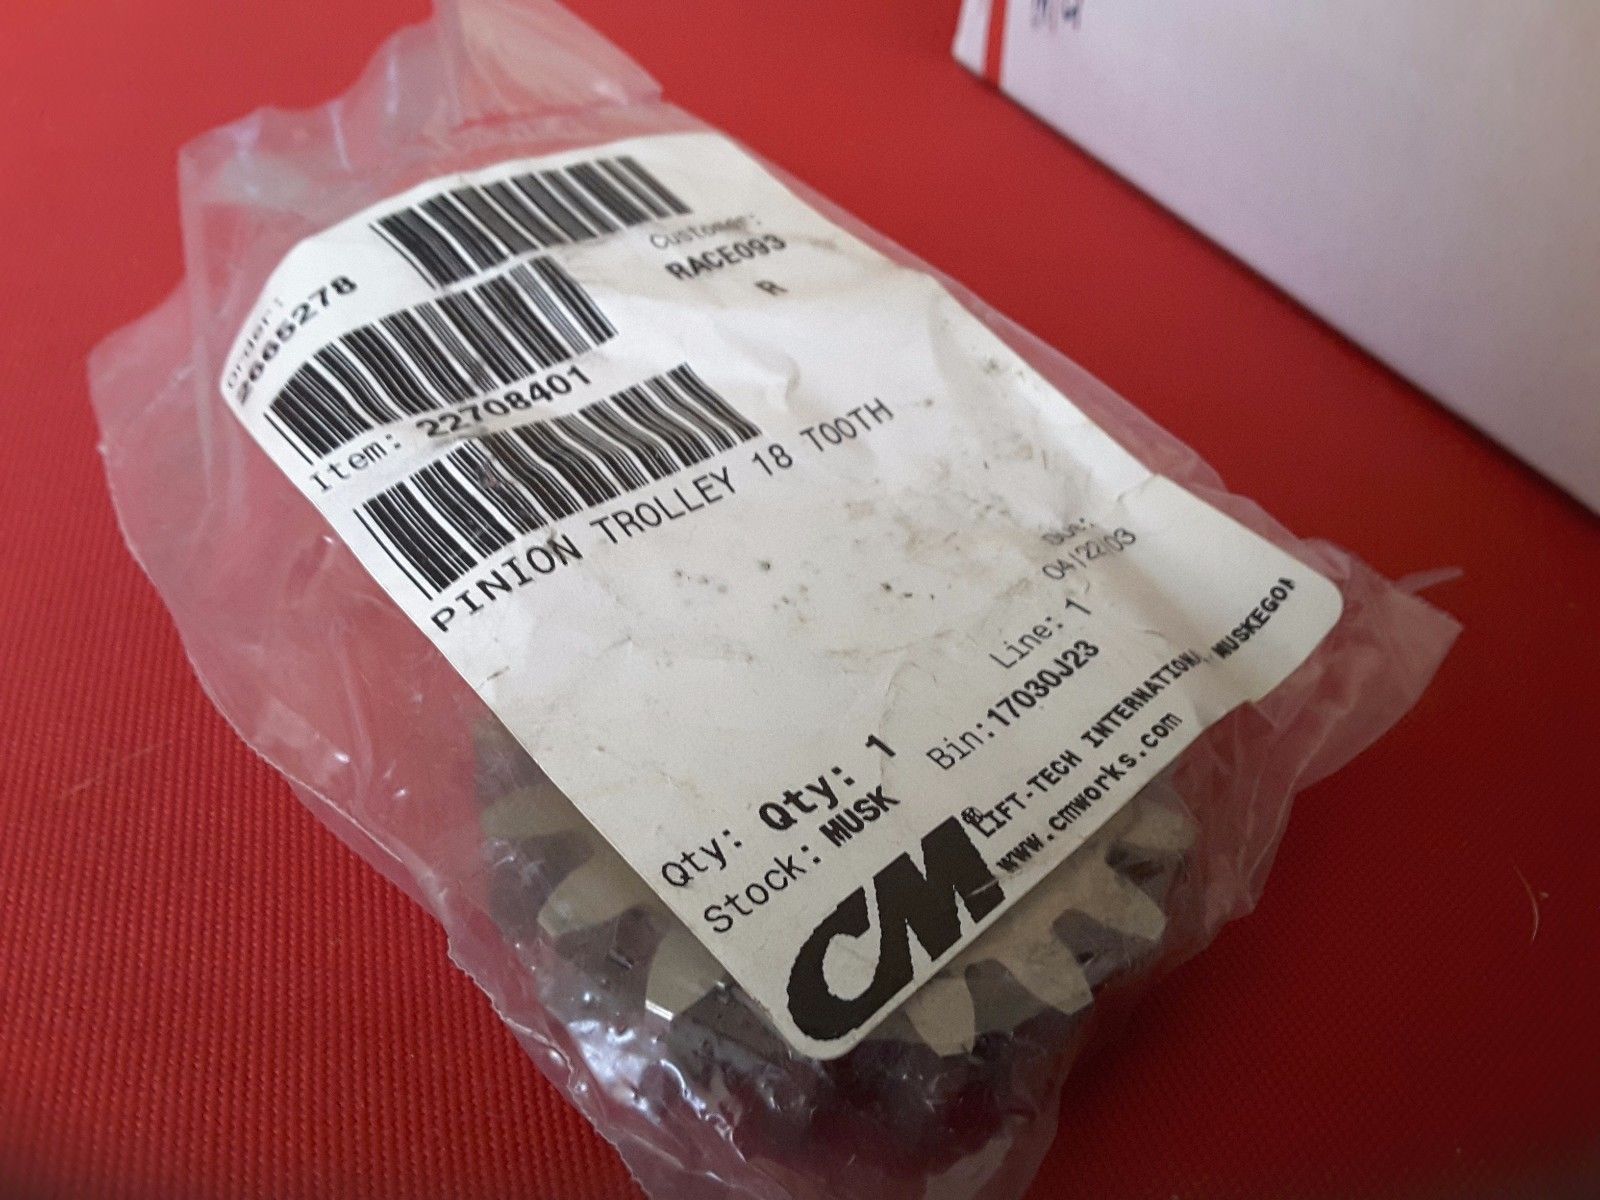 Order:
2665278
Customer:
RACE093
R
Item: 22708401
PINION TROLLEY 18 TOOTH
Due:
04/22/03
Line: 1
Qty: Qty: 1
Bin:17030J23
Stock: MUSK
CM®
LIFT-TECH INTERNATIONAL, MUSKEGON
www.cmworks.com